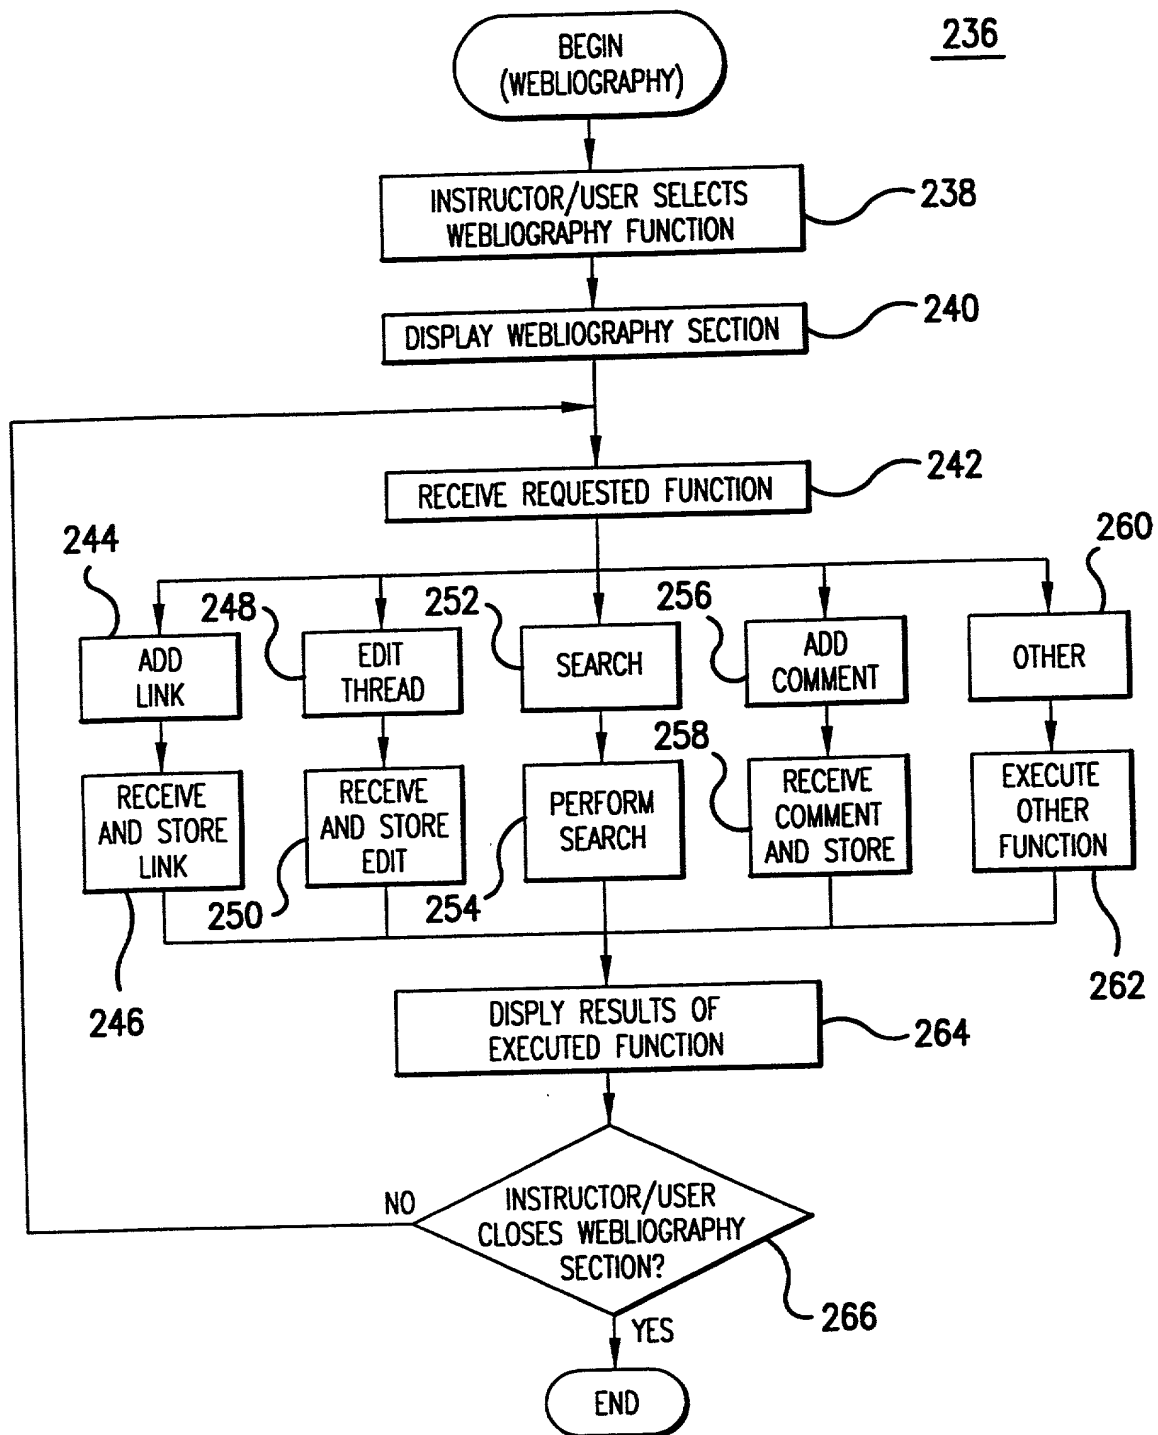 BEGIN
(WEBLIOGRAPHY)
236
INSTRUCTOR/USER SELECTS
WEBLIOGRAPHY FUNCTION
238
DISPLAY WEBLIOGRAPHY SECTION
240
RECEIVE REQUESTED FUNCTION
242
244
ADD
LINK
248
EDIT
THREAD
252
SEARCH
256
ADD
COMMENT
260
OTHER
RECEIVE
AND STORE
LINK
246
RECEIVE
AND STORE
EDIT
250
PERFORM
SEARCH
254
258
RECEIVE
COMMENT
AND STORE
EXECUTE
OTHER
FUNCTION
262
DISPLY RESULTS OF
EXECUTED FUNCTION
264
NO
INSTRUCTOR/USER
CLOSES WEBLIOGRAPHY
SECTION?
266
YES
END